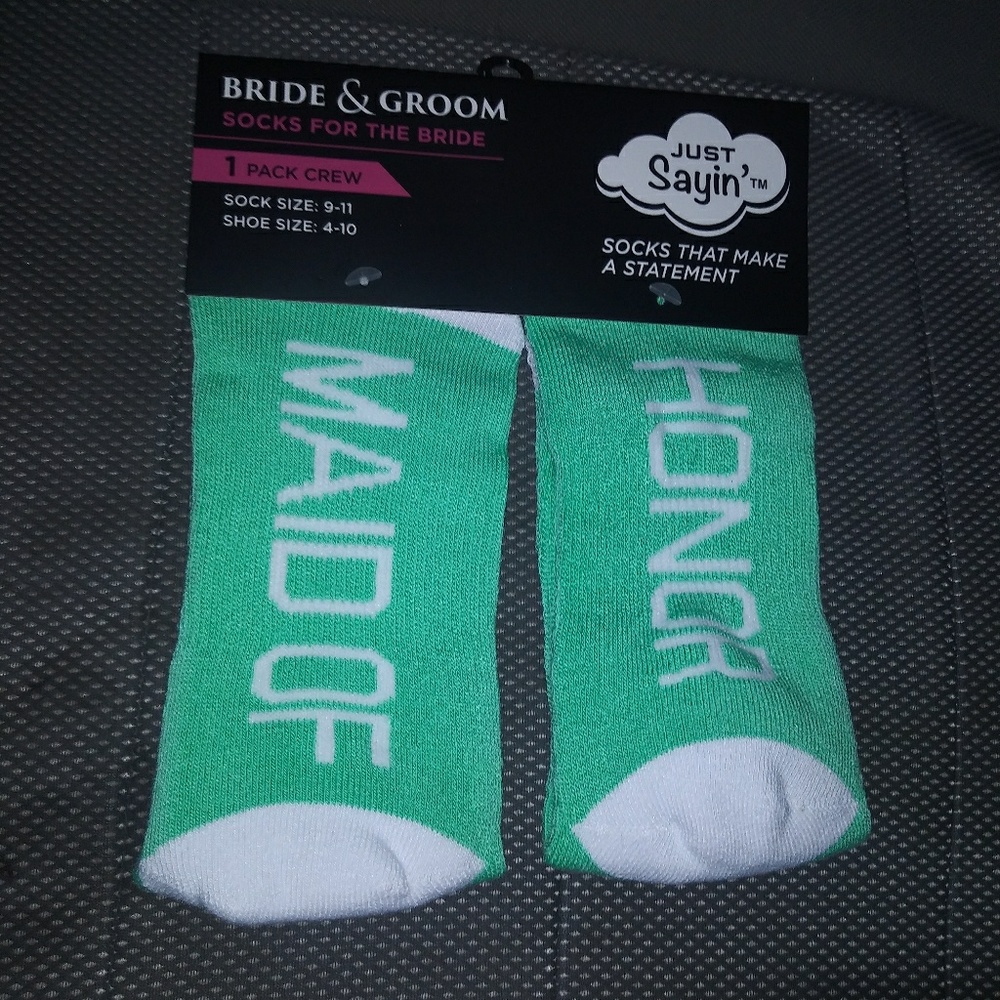 BRIDE & GROOM
SOCKS FOR THE BRIDE
1 PACK CREW
SOCK SIZE: 9-11
SHOE SIZE: 4-10
JUST
Sayin'™
SOCKS THAT MAKE
A STATEMENT
MAID OF
HONOR